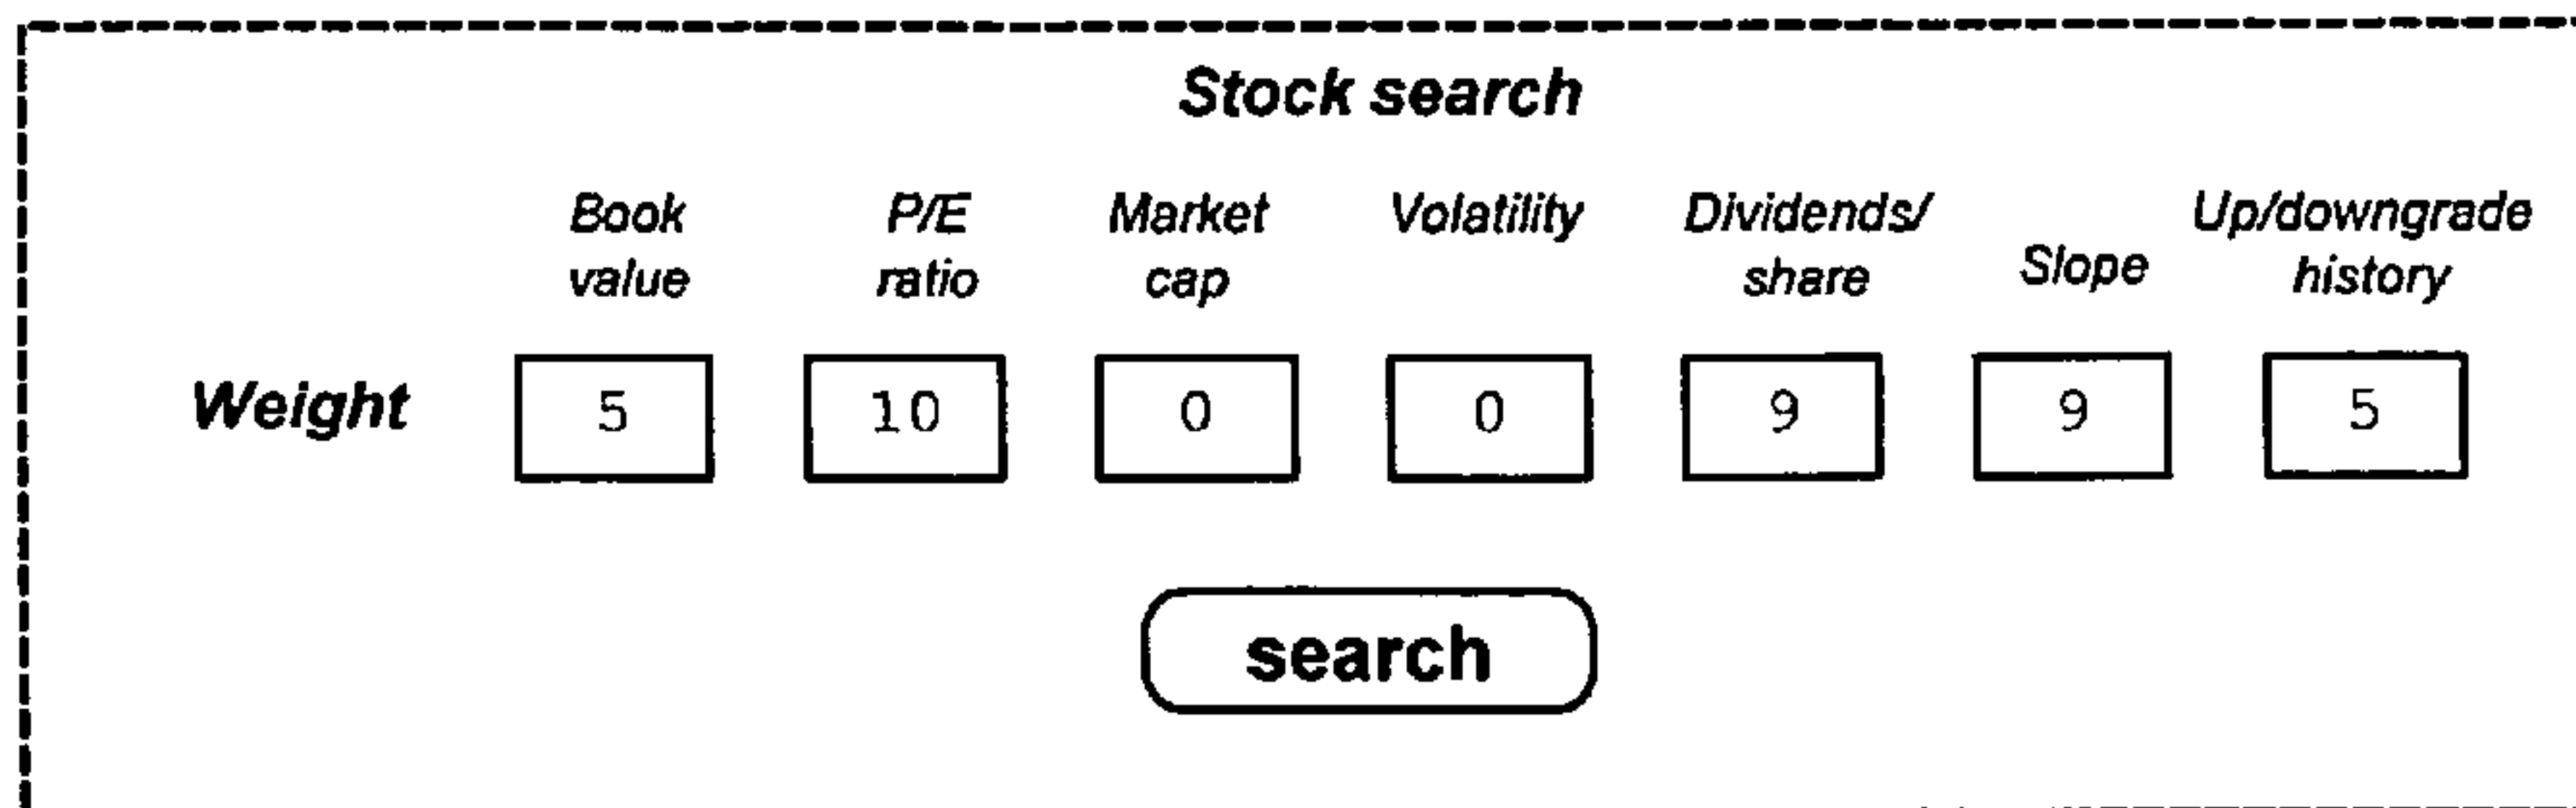 Stock search
Book value
P/E ratio
Market cap
Volatility
Dividends/ share
Slope
Up/downgrade history
Weight 5 10 0 0 9 9 5
search